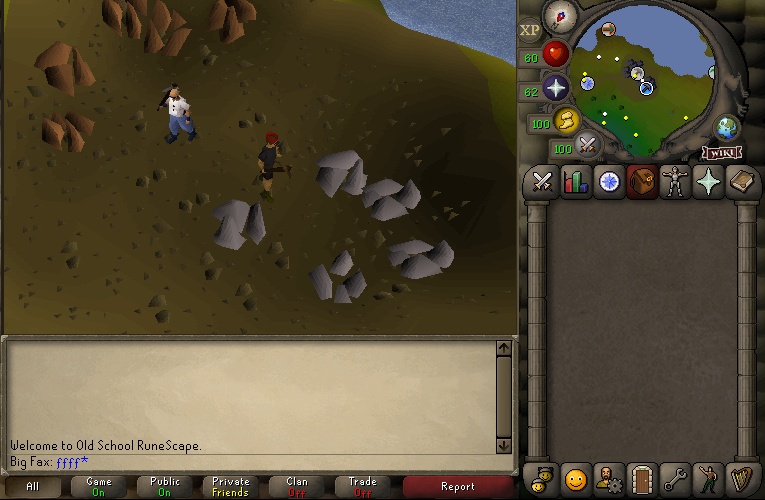 XP
60
62
100
100
WIKI
Welcome to Old School RuneScape.
Big Fax: ffff*
All
Game
On
Public
On
Private
Friends
Clan
Off
Trade
Off
Report